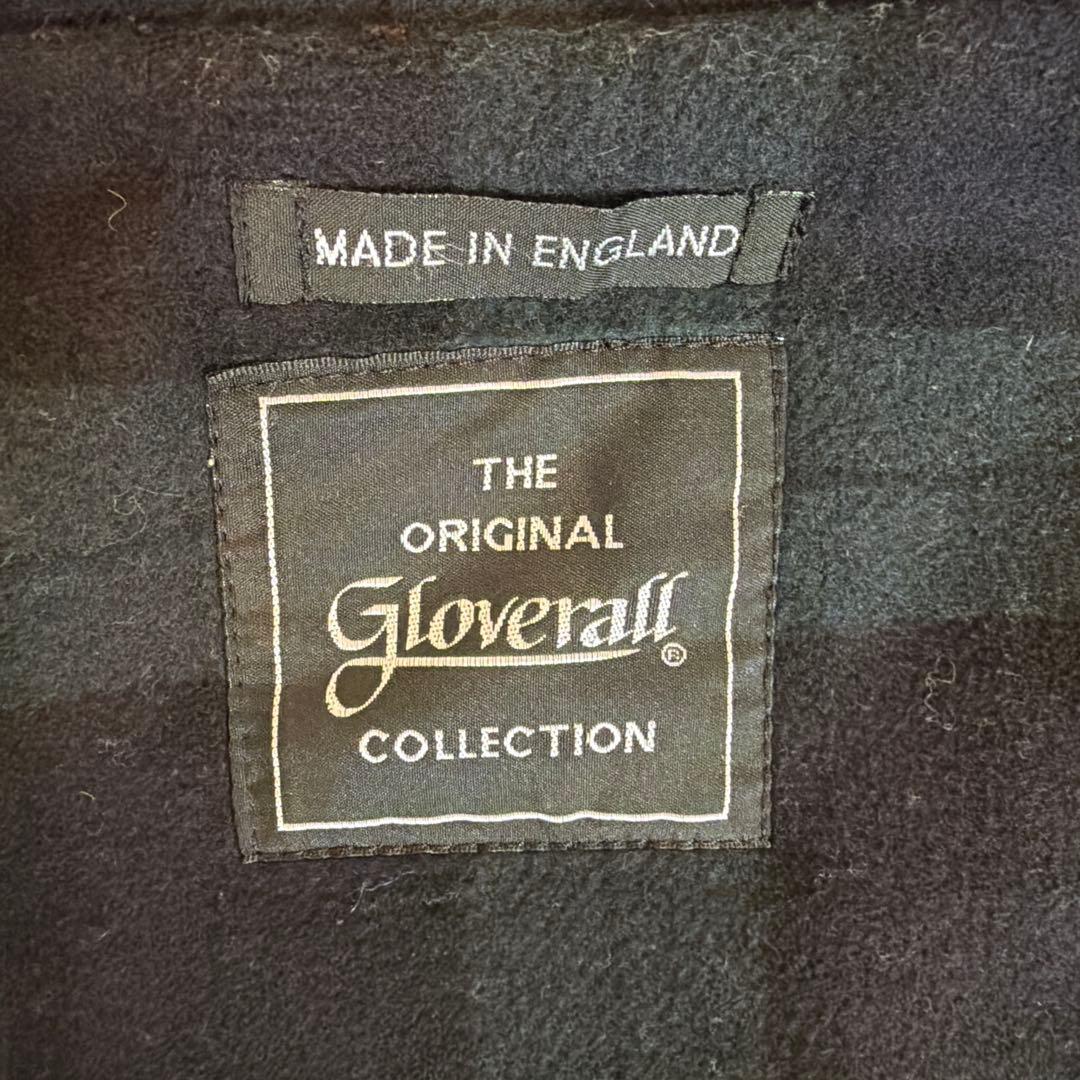 MADE IN ENGLAND
THE
ORIGINAL
Gloverall®
COLLECTION